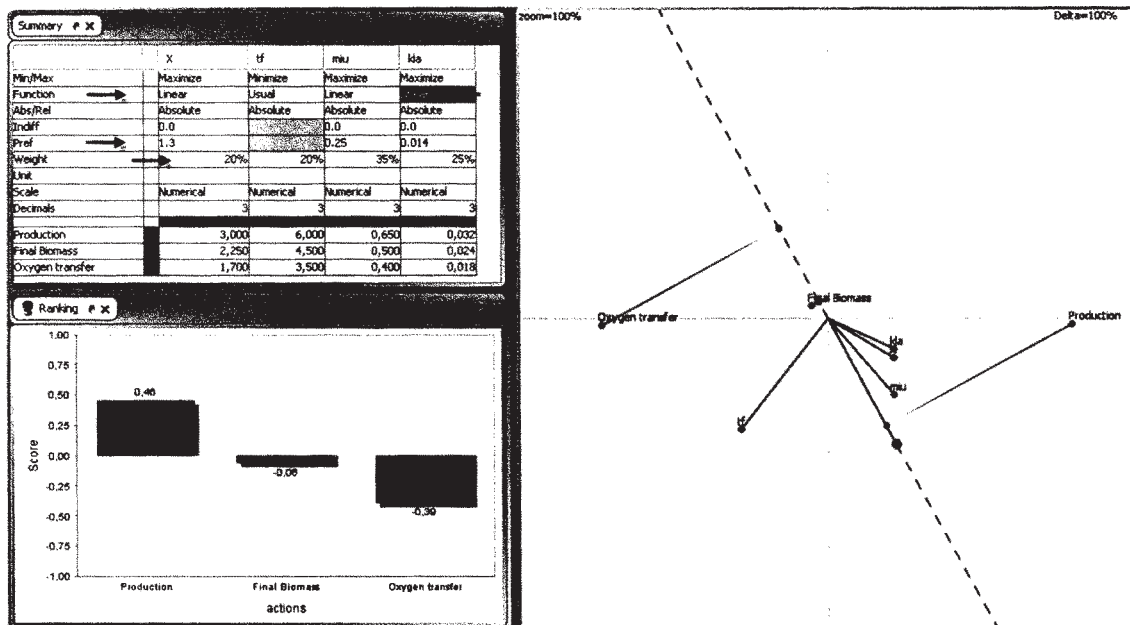 Summary
X tf miu kla
Min/Max Maximize Minimize Maximize Maximize
Function Linear Usual Linear
Abs/Rel Absolute Absolute Absolute Absolute
Indiff 0.0 0.0 0.0
Pref 1.3 0.25 0.014
Weight 20% 20% 35% 25%
Unit
Scale Numerical Numerical Numerical Numerical
Decimals 3 3 3 3
Production 3,000 6,000 0,650 0,032
Final Biomass 2,250 4,500 0,500 0,024
Oxygen transfer 1,700 3,500 0,400 0,018
Ranking
1,00
0,75
0,50
0,25
0,00
-0,25
-0,50
-0,75
-1,00
Score
0,46
-0,06
-0,39
Production Final Biomass Oxygen transfer
actions
zoom=100% Delta=100%
Final Biomass
Oxygen transfer
Production
kla
miu
tf